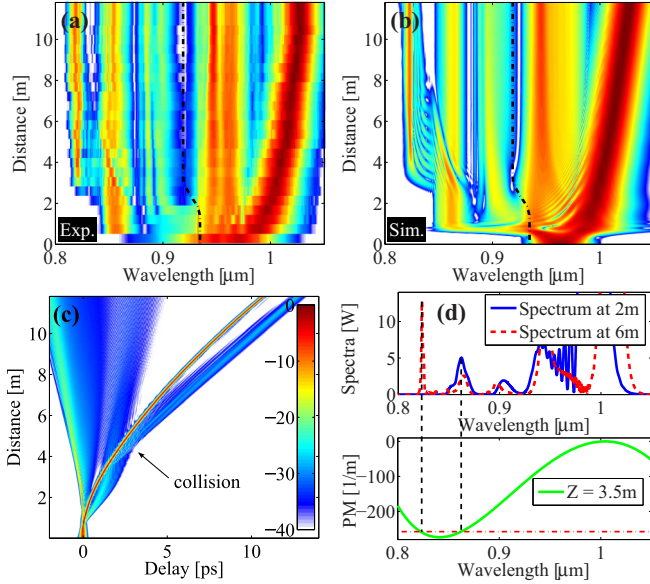 (a)
Distance [m]
10
8
6
4
2
0
Exp.
0.8
0.9
1
Wavelength [μm]
(b)
Distance [m]
10
8
6
4
2
0
Sim.
0.8
0.9
1
Wavelength [μm]
(c)
Distance [m]
10
8
6
4
2
0
5
10
Delay [ps]
collision
0
−10
−20
−30
−40
(d)
Spectra [W]
10
5
0
Spectrum at 2m
Spectrum at 6m
0.8
0.9
1
Wavelength [μm]
PM [1/m]
0
−100
−200
Z = 3.5m
0.8
0.9
1
Wavelength [μm]